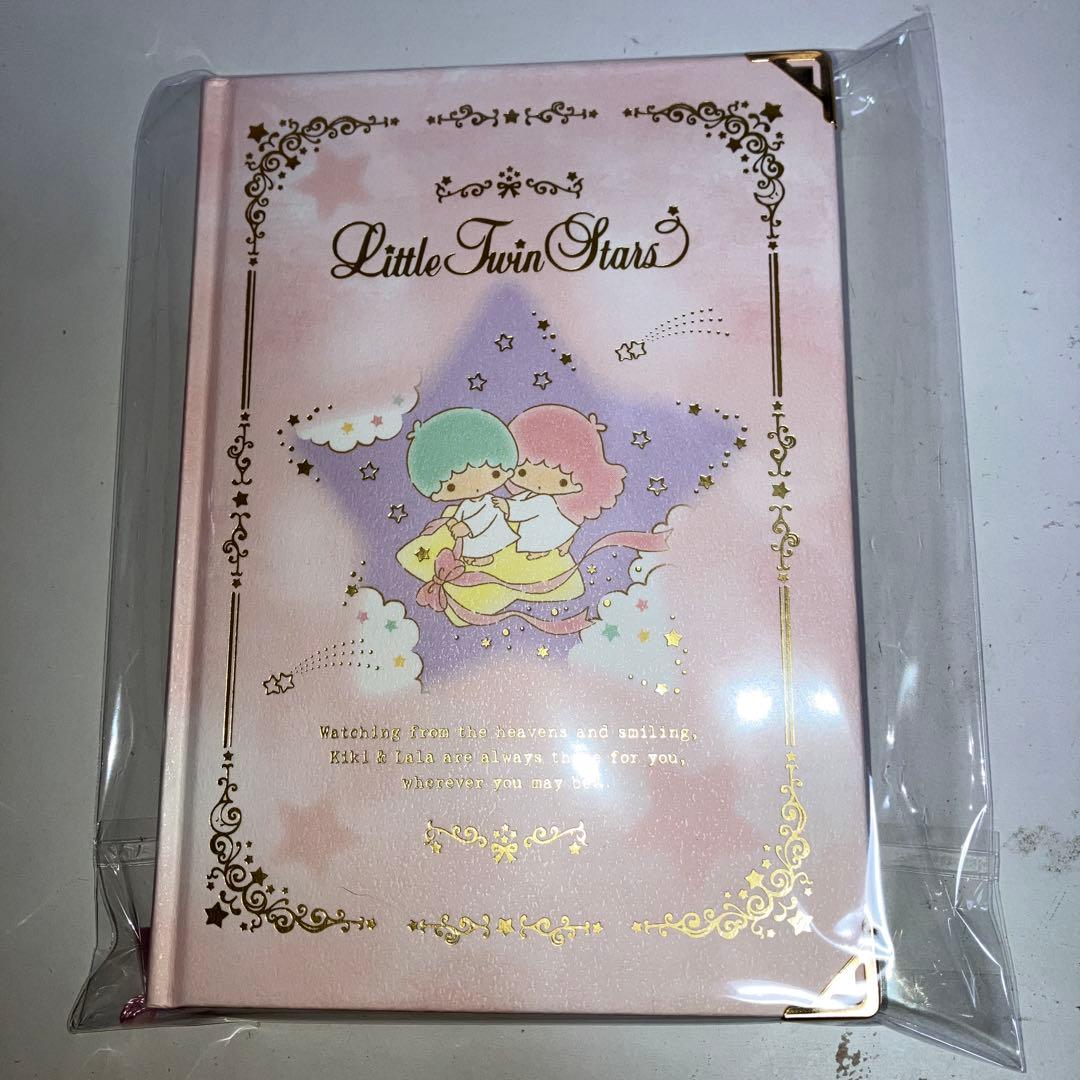 Little Twin Stars
Watching from the heavens and smiling,
Kiki & Lala are always there for you,
wherever you may be.